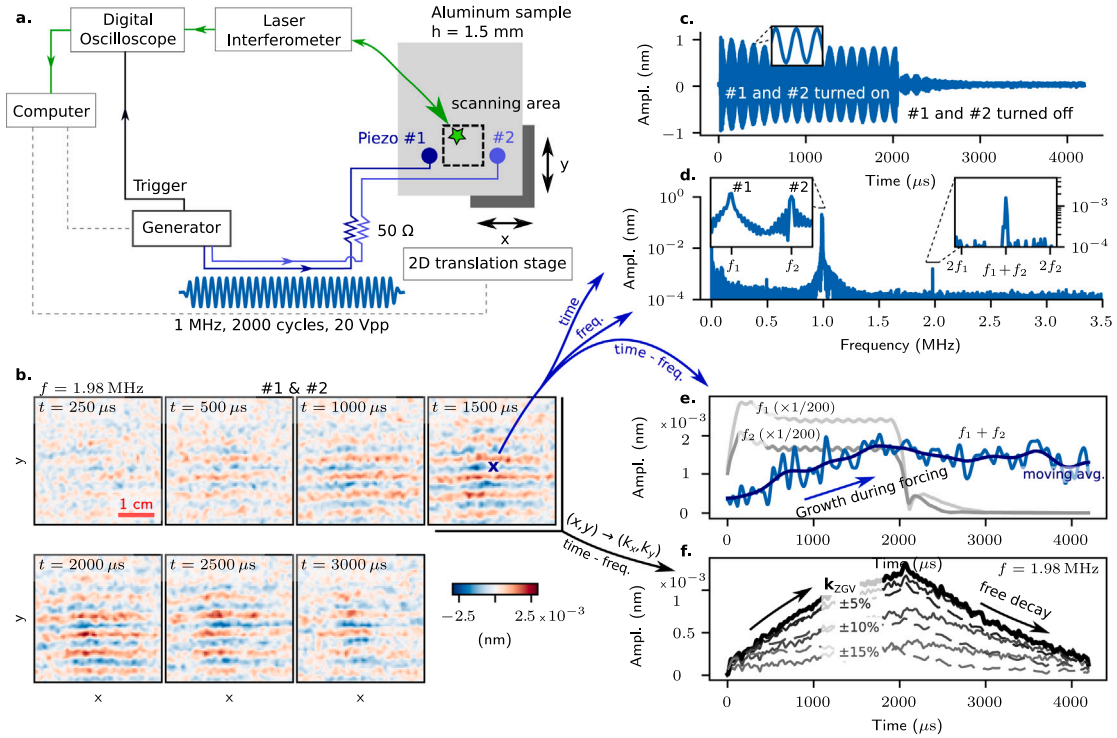 a.
Digital
Oscilloscope
Laser
Interferometer
Aluminum sample
h = 1.5 mm
Computer
scanning area
Piezo #1
#2
y
x
Trigger
Generator
50 Ω
2D translation stage
1 MHz, 2000 cycles, 20 Vpp
time
freq.
time - freq.
b.
f = 1.98 MHz
#1 & #2
t = 250 μs
t = 500 μs
t = 1000 μs
t = 1500 μs
y
x
1 cm
(x,y) → (kₓ,kᵧ)
time-freq.
t = 2000 μs
t = 2500 μs
t = 3000 μs
y
−2.5
2.5 ×10⁻³
(nm)
x
x
x
c.
Ampl. (nm)
1
0
−1
#1 and #2 turned on
#1 and #2 turned off
0
1000
2000
3000
4000
Time (μs)
d.
Ampl. (nm)
10⁰
10⁻²
10⁻⁴
#1
#2
f₁
f₂
10⁻³
10⁻⁴
2f₁
f₁+f₂
2f₂
0.0
0.5
1.0
1.5
2.0
2.5
3.0
3.5
Frequency (MHz)
e.
×10⁻³
Ampl. (nm)
2
1
0
f₁ (×1/200)
f₂ (×1/200)
f₁ + f₂
moving avg.
Growth during forcing
0
1000
2000
3000
4000
Time (μs)
f.
×10⁻³
Ampl. (nm)
1
0.5
0
f = 1.98 MHz
k_ZGV
±5%
±10%
±15%
free decay
0
1000
2000
3000
4000
Time (μs)